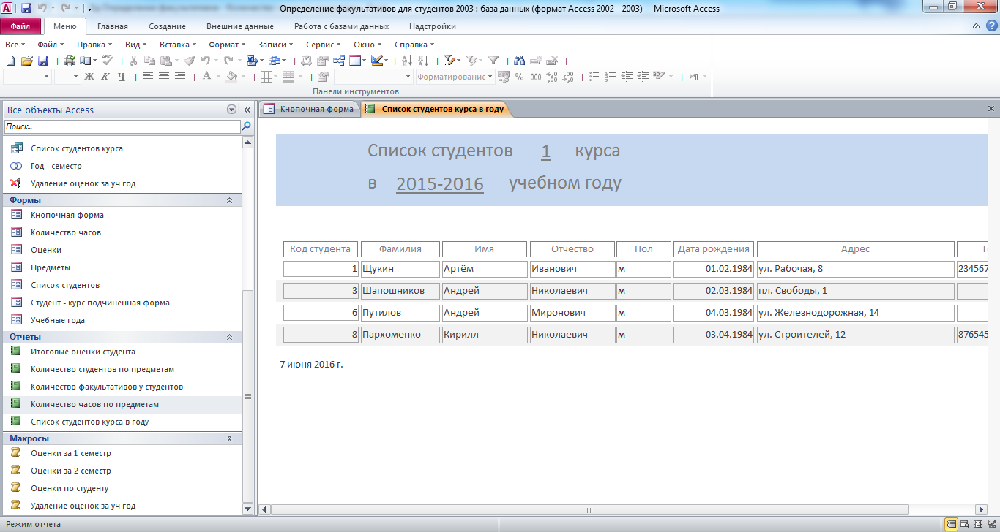 Определение факультативов для студентов 2003 : база данных (формат Access 2002 - 2003) - Microsoft Access
Файл Меню Главная Создание Внешние данные Работа с базами данных Надстройки
Все Файл Правка Вид Вставка Формат Записи Сервис Окно Справка
Ж К Ч Форматирование % 000
Панели инструментов
Все объекты Access
Поиск...
Список студентов курса
Год - семестр
Удаление оценок за уч год
Формы
Кнопочная форма
Количество часов
Оценки
Предметы
Список студентов
Студент - курс подчиненная форма
Учебные года
Отчеты
Итоговые оценки студента
Количество студентов по предметам
Количество факультативов у студентов
Количество часов по предметам
Список студентов курса в году
Макросы
Оценки за 1 семестр
Оценки за 2 семестр
Оценки по студенту
Удаление оценок за уч год
Кнопочная форма Список студентов курса в году
Список студентов 1 курса
в 2015-2016 учебном году
Код студента Фамилия Имя Отчество Пол Дата рождения Адрес Т
1 Щукин Артём Иванович м 01.02.1984 ул. Рабочая, 8 234567
3 Шапошников Андрей Николаевич м 02.03.1984 пл. Свободы, 1
6 Путилов Андрей Миронович м 04.03.1984 ул. Железнодорожная, 14
8 Пархоменко Кирилл Николаевич м 03.04.1984 ул. Строителей, 12 876545
7 июня 2016 г.
Режим отчета